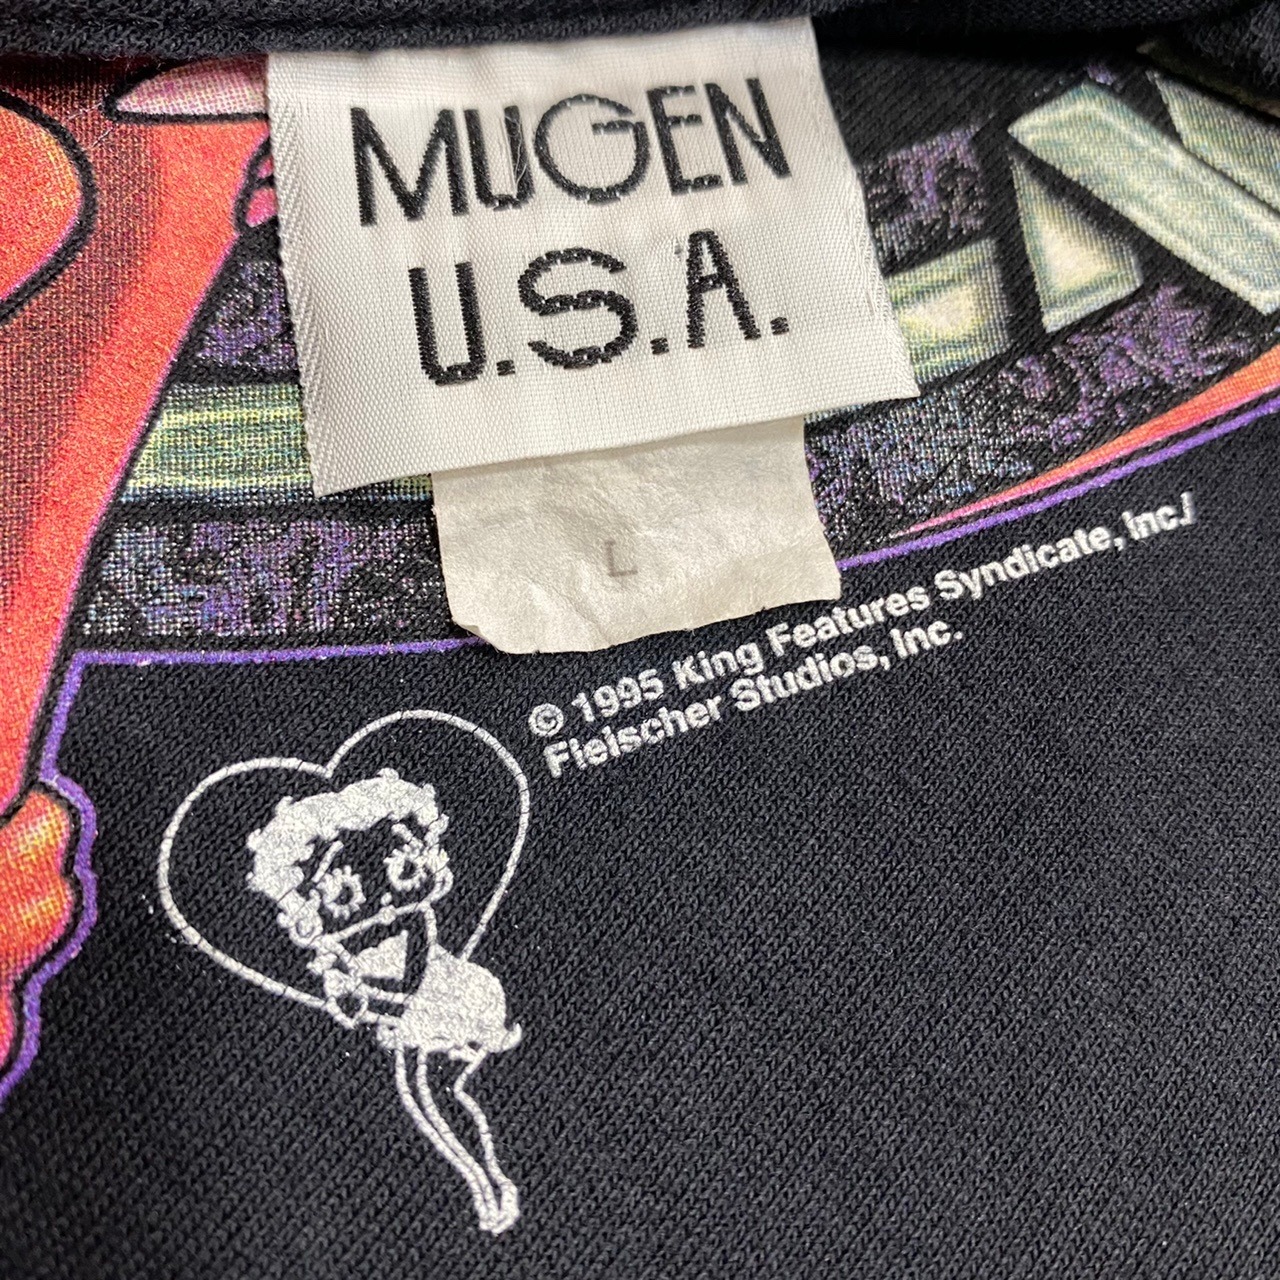 MUGEN
U.S.A.
L
© 1995 King Features Syndicate, Inc./
Fleischer Studios, Inc.